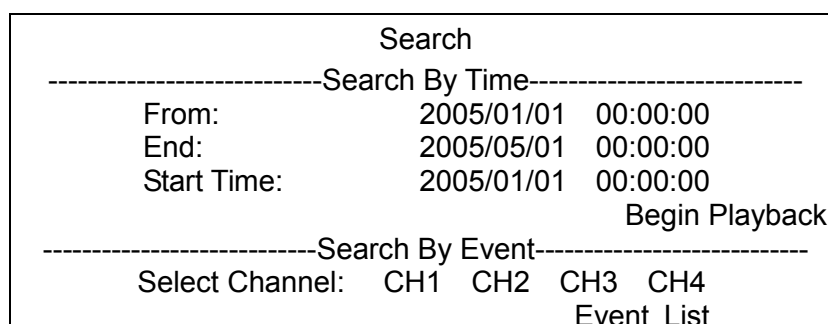 Search
----------------------------Search By Time----------------------------
From: 2005/01/01 00:00:00
End: 2005/05/01 00:00:00
Start Time: 2005/01/01 00:00:00
Begin Playback
----------------------------Search By Event----------------------------
Select Channel: CH1 CH2 CH3 CH4
Event List